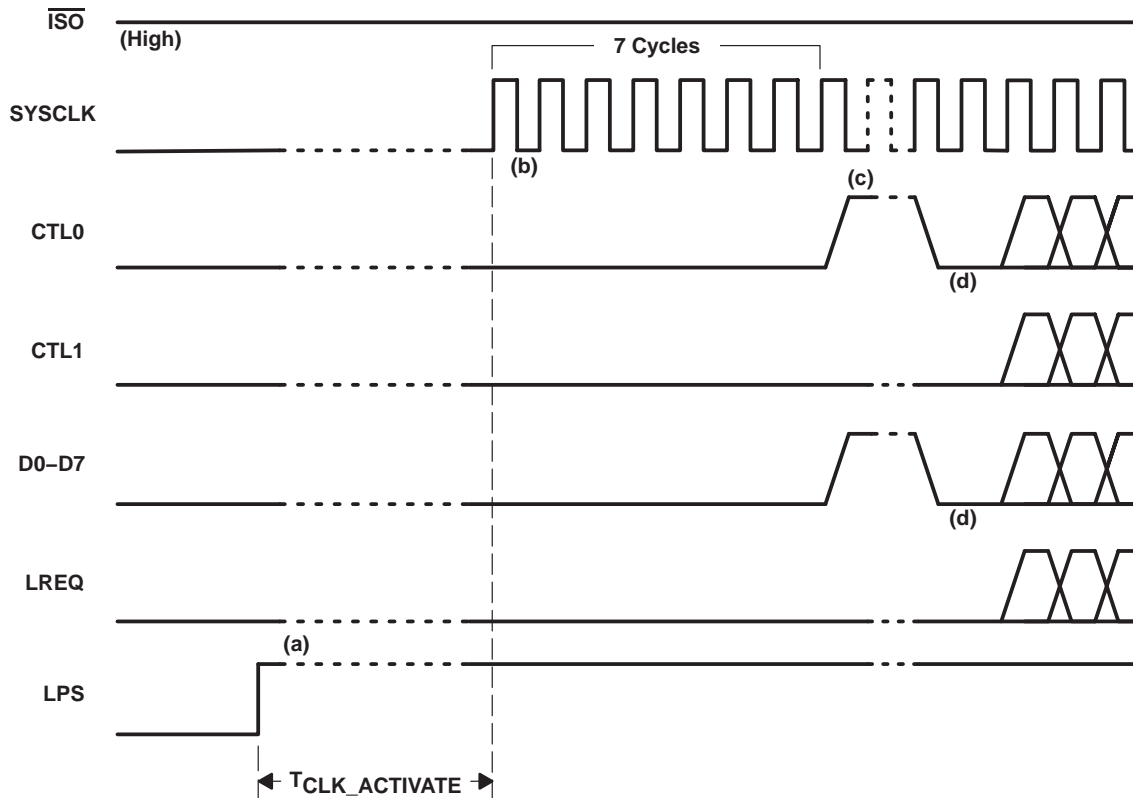 ISO
(High)
7 Cycles
SYSCLK
(b)
(c)
CTL0
(d)
CTL1
D0–D7
(d)
LREQ
(a)
LPS
TCLK_ACTIVATE